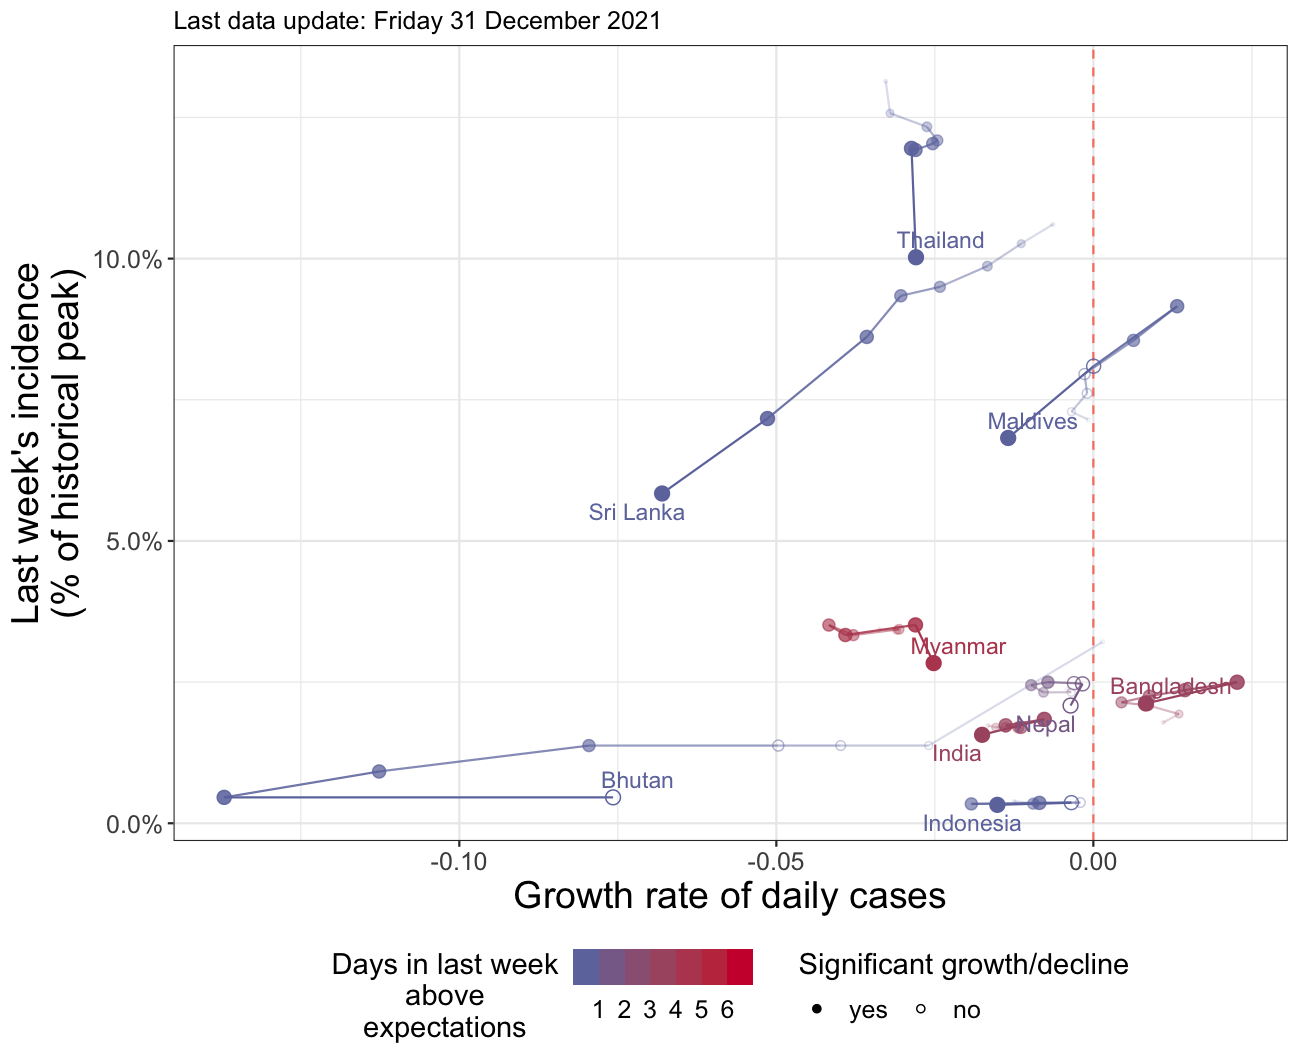 Last data update: Friday 31 December 2021
Last week's incidence
(% of historical peak)
10.0%
5.0%
0.0%
Thailand
Maldives
Sri Lanka
Myanmar
Bangladesh
Nepal
India
Bhutan
Indonesia
-0.10
-0.05
0.00
Growth rate of daily cases
Days in last week
above
expectations
1 2 3 4 5 6
Significant growth/decline
yes
no